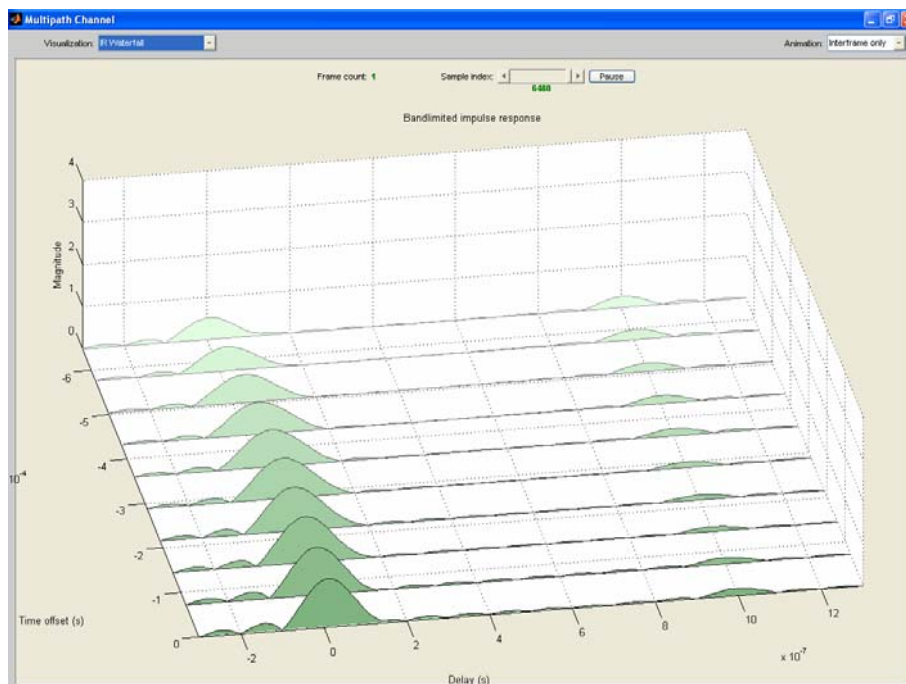 Multipath Channel
Visualization: IR Waterfall
Animation: Interframe only
Frame count: 1
Sample index:
Pause
6480
Bandlimited impulse response
4
3
2
1
0
Magnitude
-6
-5
-4
-3
-2
-1
0
10⁻⁴
Time offset (s)
-2
0
2
4
6
8
10
12
x 10⁻⁷
Delay (s)